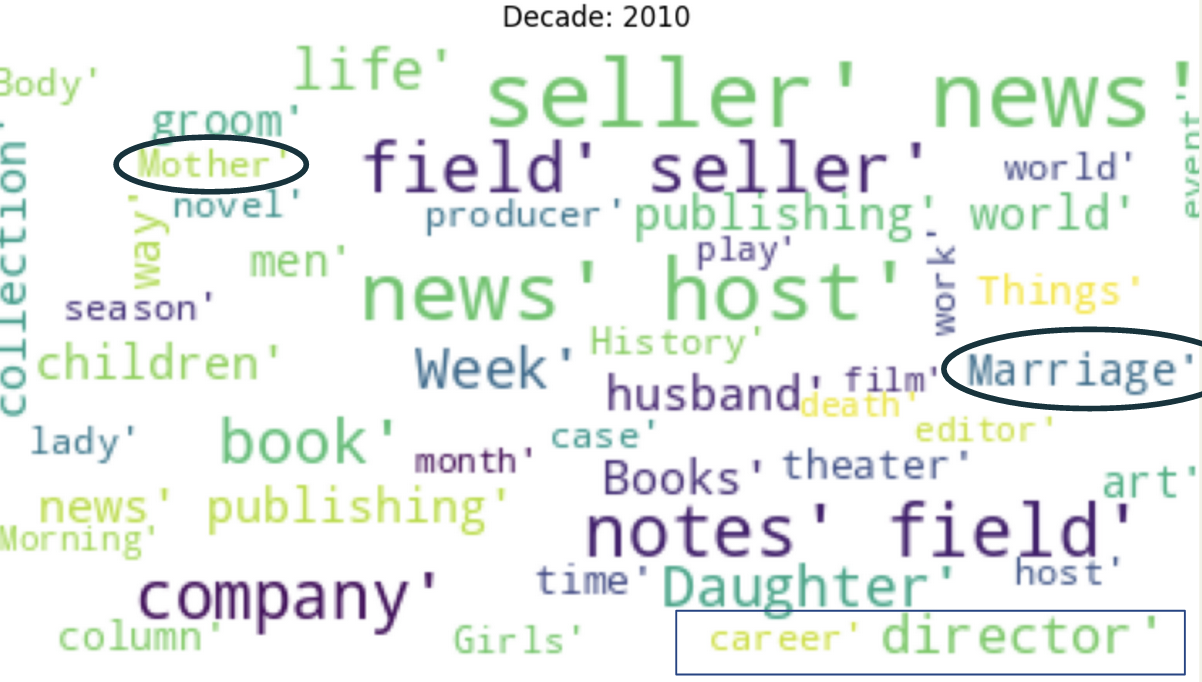 Decade: 2010
life'
seller' news'
Body'
groom'
event'
collection'
Mother'
field' seller'
world'
novel'
producer'
publishing'
world'
way'
play'
work'
men'
news' host'
Things'
season'
History'
children'
Week'
husband'
film'
Marriage'
death'
lady'
book'
month'
case'
editor'
Books'
theater'
art'
news' publishing'
notes' field'
Morning'
company'
time'
Daughter'
host'
column'
Girls'
career'
director'